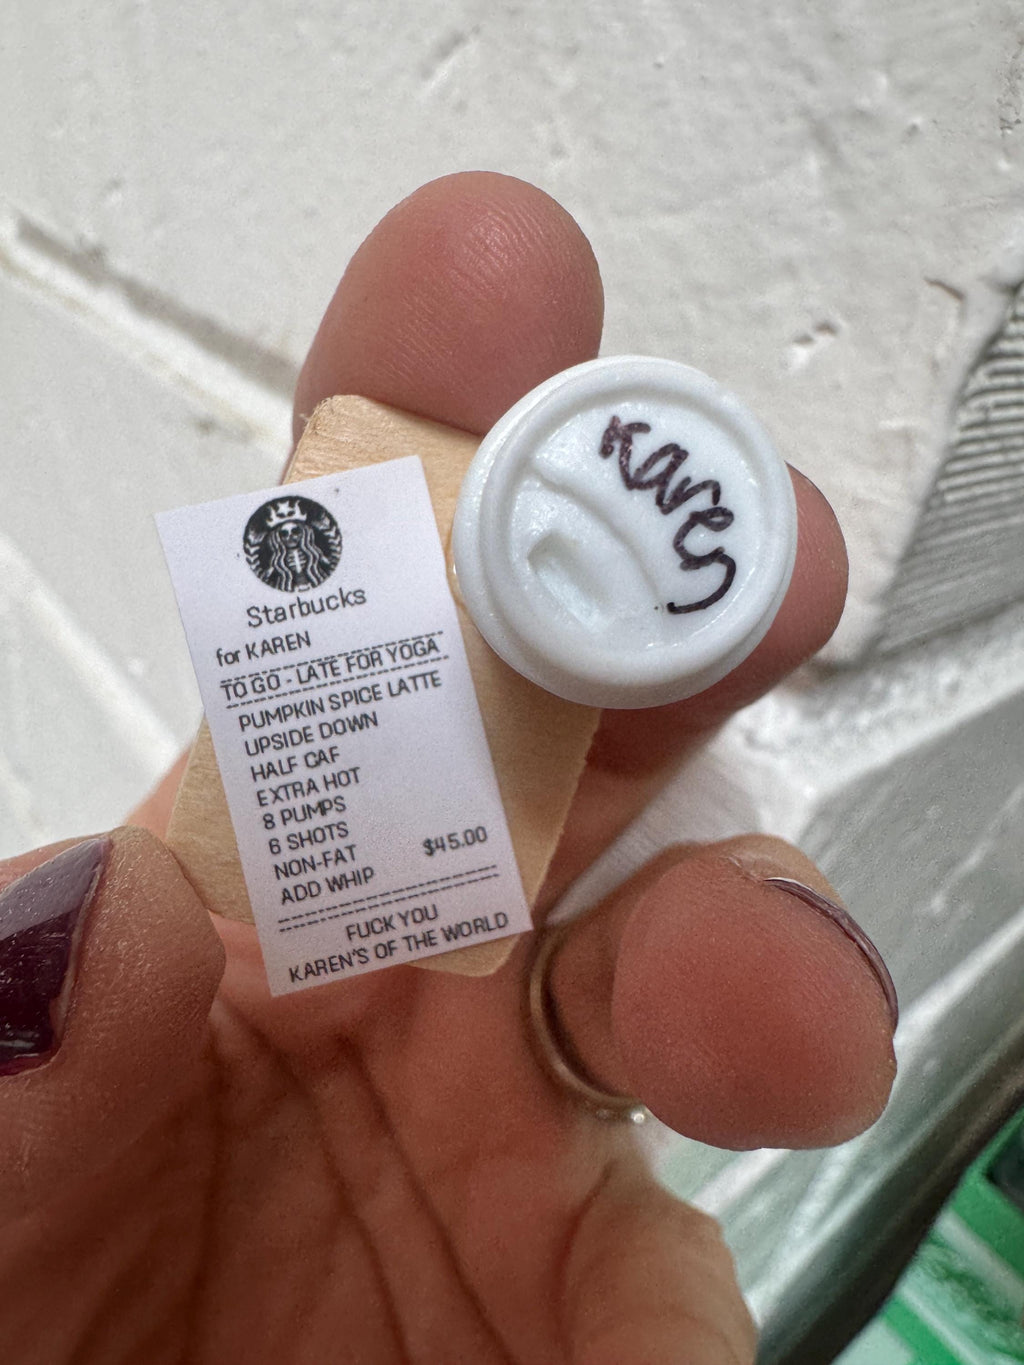 Starbucks
for KAREN
TO GO - LATE FOR YOGA
PUMPKIN SPICE LATTE
UPSIDE DOWN
HALF CAF
EXTRA HOT
8 PUMPS
6 SHOTS
NON-FAT $45.00
ADD WHIP
FUCK YOU
KAREN'S OF THE WORLD
Karen